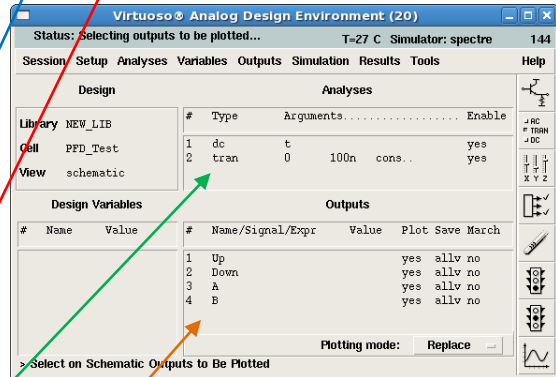 Virtuoso® Analog Design Environment (20)
Status: Selecting outputs to be plotted... T=27 C Simulator: spectre 144
Session Setup Analyses Variables Outputs Simulation Results Tools Help
Design
Library NEW_LIB
Cell PFD_Test
View schematic
Analyses
# Type Arguments.................. Enable
1 dc t yes
2 tran 0 100n cons.. yes
Design Variables
# Name Value
Outputs
# Name/Signal/Expr Value Plot Save March
1 Up yes allv no
2 Down yes allv no
3 A yes allv no
4 B yes allv no
Plotting mode: Replace
> Select on Schematic Outputs to Be Plotted
AC
TRAN
DC
X Y Z